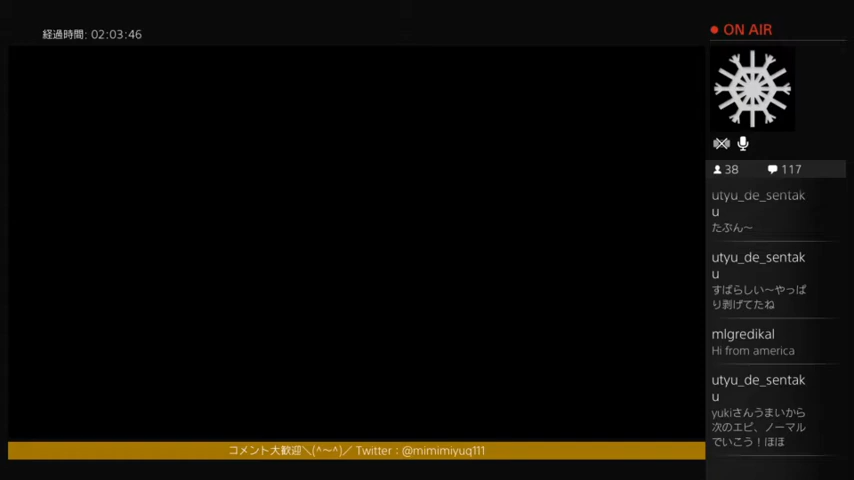 経過時間: 02:03:46
ON AIR
38 117
utyu_de_sentak
u
たぶん〜
utyu_de_sentak
u
すばらしい〜やっぱ
り剥げてたね
mlgredikal
Hi from america
utyu_de_sentak
u
yukiさんうまいから
次のエピ、ノーマル
でいこう！ほほ
コメント大歓迎＼(^〜^)／ Twitter：@mimimiyuq111